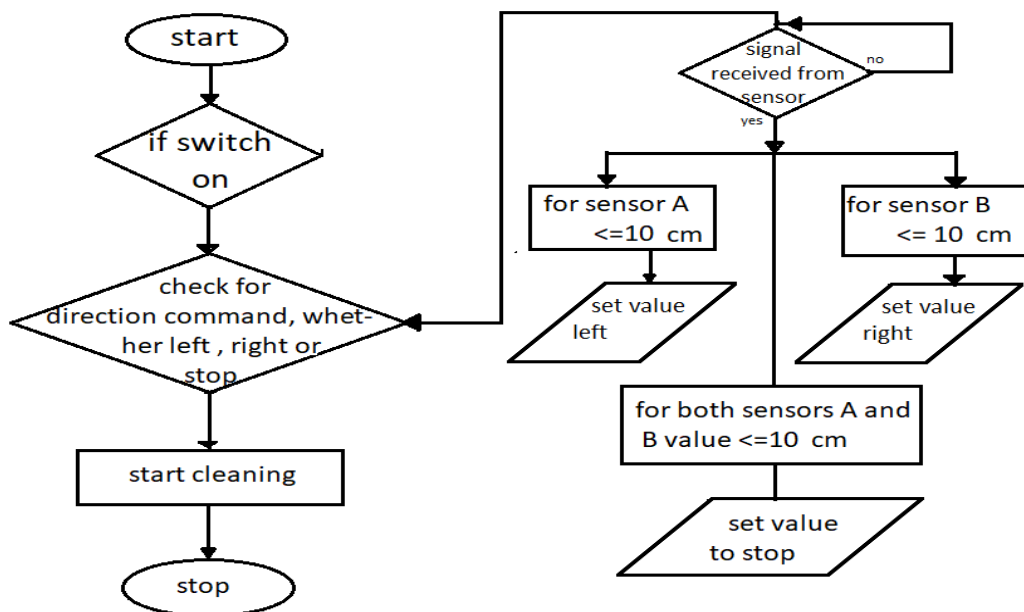 start
if switch
on
check for
direction command, whet-
her left , right or
stop
start cleaning
stop
signal
received from
sensor
no
yes
for sensor A
<=10 cm
set value
left
for sensor B
<= 10 cm
set value
right
for both sensors A and
B value <=10 cm
set value
to stop